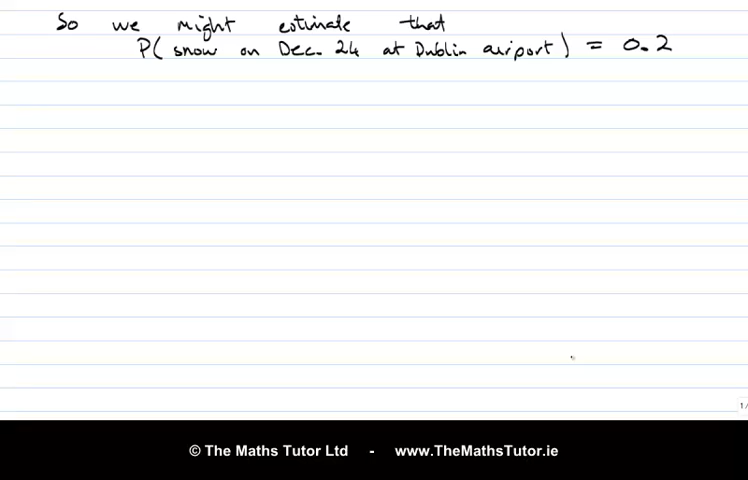 So we might estimate that
P( snow on Dec. 24 at Dublin airport ) = 0.2
1/
© The Maths Tutor Ltd - www.TheMathsTutor.ie